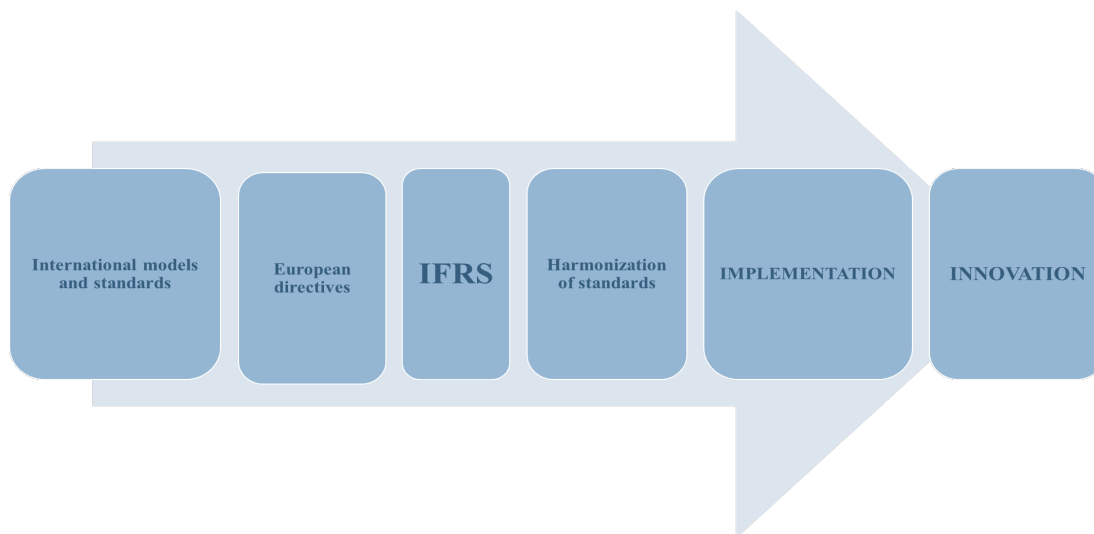 International models
and standards
European
directives
IFRS
Harmonization
of standards
IMPLEMENTATION
INNOVATION